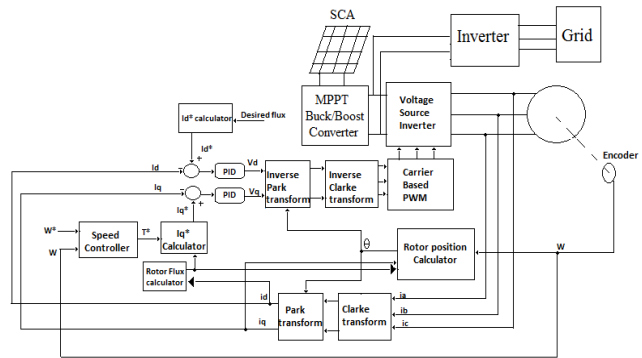 SCA
Inverter
Grid
MPPT
Buck/Boost
Converter
Voltage
Source
Inverter
Id* calculator
Desired flux
Id*
Encoder
Id
-
+
PID
Vd
Iq
-
+
PID
Vq
Inverse
Park
transform
Inverse
Clarke
transform
Carrier
Based
PWM
Iq*
W*
W
Speed
Controller
T*
Iq*
Calculator
θ
Rotor position
Calculator
W
Rotor Flux
calculator
id
iq
Park
transform
Clarke
transform
ia
ib
ic